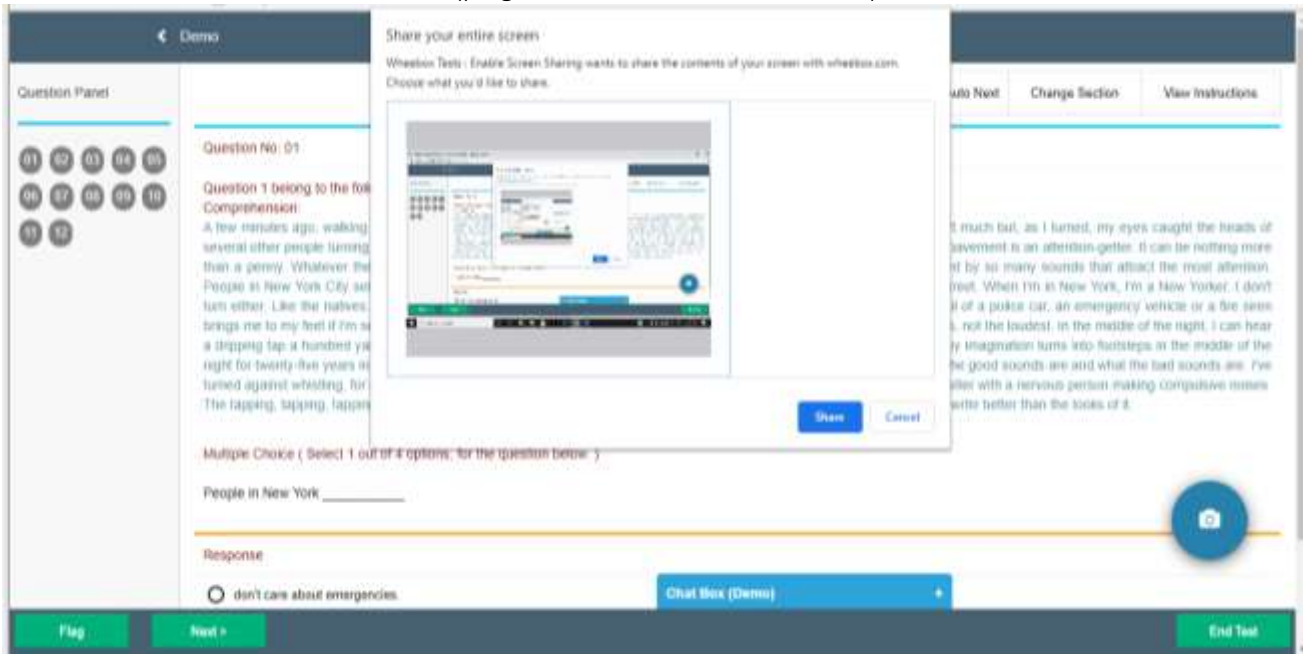 Demo
Share your entire screen
Wheebox Tests : Enable Screen Sharing wants to share the contents of your screen with wheebox.com.
Choose what you'd like to share.
Question Panel
Auto Next Change Section View Instructions
01 02 03 04 05
06 07 08 09 10
11 12
Question No: 01
Question 1 belong to the
Comprehension:
A few minutes ago, walking much but, as I turned, my eyes caught the heads of
several other people turning pavement is an attention-getter. It can be nothing more
than a penny. Whatever the by so many sounds that attract the most attention.
People in New York City When I'm in New York, I'm a New Yorker. I don't
turn either. Like the natives, of a police car, an emergency vehicle or a fire siren
brings me to my feet if I'm not the loudest. In the middle of the night, I can hear
a dripping tap a hundred imagination turns into footsteps in the middle of the
night for twenty-five years good sounds are and what the bad sounds are. I've
turned against whistling, for with a nervous person making compulsive noises.
The tapping, tapping, tapping write better than the looks of it.
Share Cancel
Multiple Choice ( Select 1 out of 4 options, for the question below. )
People in New York
Response
don't care about emergencies.
Chat Box (Demo) +
Flag Next > End Test